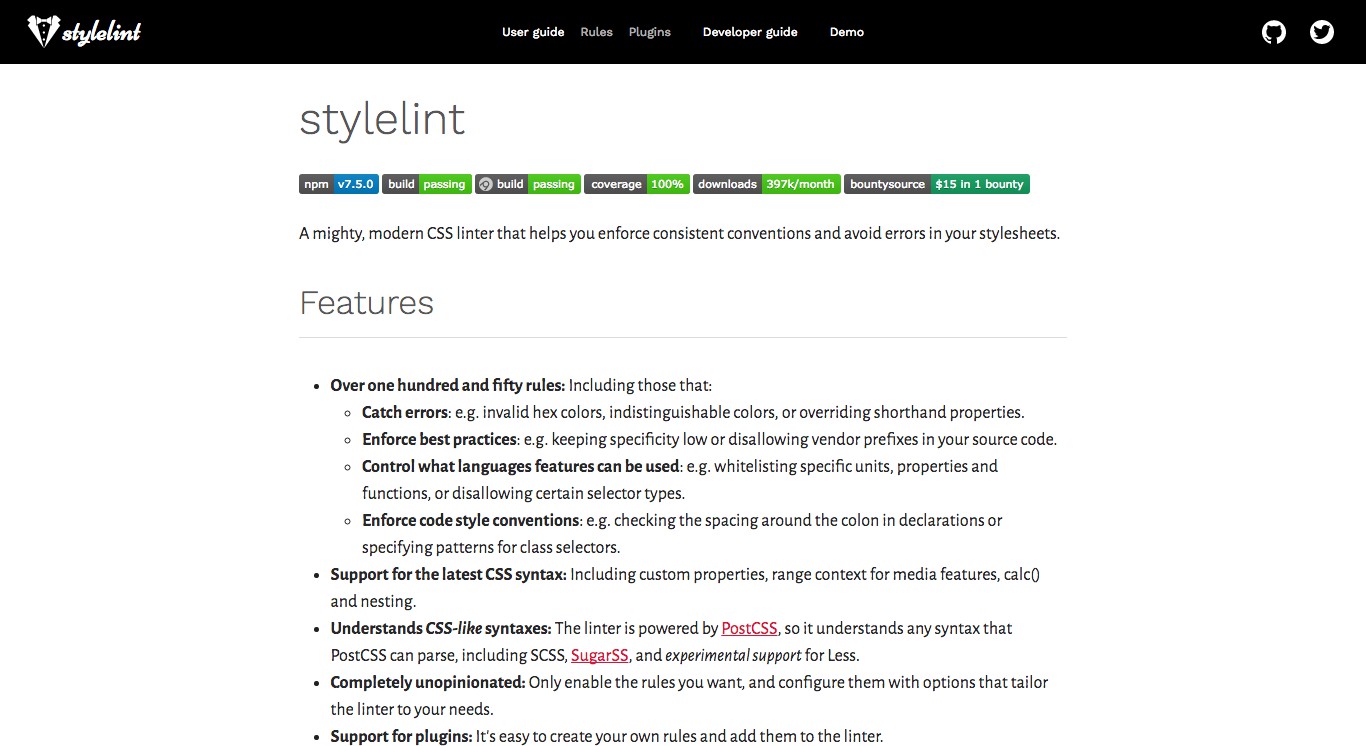 stylelint
User guide Rules Plugins Developer guide Demo
stylelint
npm v7.5.0 build passing build passing coverage 100% downloads 397k/month bountysource $15 in 1 bounty
A mighty, modern CSS linter that helps you enforce consistent conventions and avoid errors in your stylesheets.
Features
• Over one hundred and fifty rules: Including those that:
◦ Catch errors: e.g. invalid hex colors, indistinguishable colors, or overriding shorthand properties.
◦ Enforce best practices: e.g. keeping specificity low or disallowing vendor prefixes in your source code.
◦ Control what languages features can be used: e.g. whitelisting specific units, properties and
functions, or disallowing certain selector types.
◦ Enforce code style conventions: e.g. checking the spacing around the colon in declarations or
specifying patterns for class selectors.
• Support for the latest CSS syntax: Including custom properties, range context for media features, calc()
and nesting.
• Understands CSS-like syntaxes: The linter is powered by PostCSS, so it understands any syntax that
PostCSS can parse, including SCSS, SugarSS, and experimental support for Less.
• Completely unopinionated: Only enable the rules you want, and configure them with options that tailor
the linter to your needs.
• Support for plugins: It's easy to create your own rules and add them to the linter.